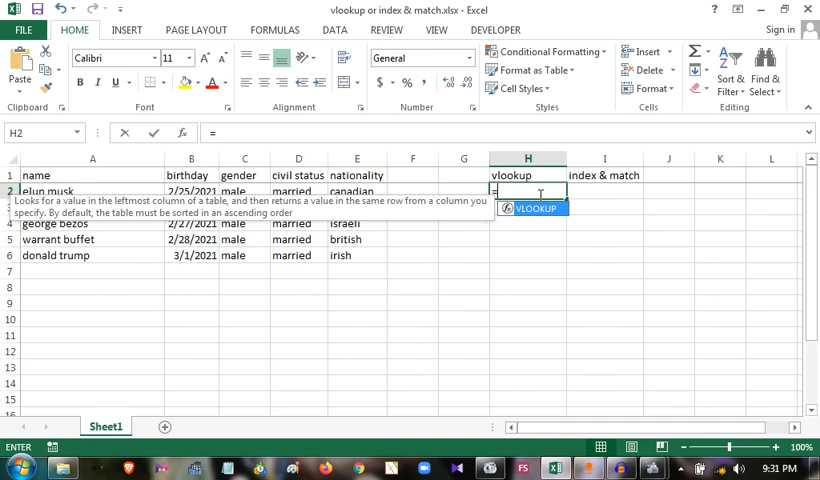 vlookup or index & match.xlsx - Excel
FILE HOME INSERT PAGE LAYOUT FORMULAS DATA REVIEW VIEW DEVELOPER Sign in
Paste Calibri 11 A A General Conditional Formatting Insert Σ Sort & Filter Find & Select
B I U A $ % , Format as Table Delete
Cell Styles Format
Clipboard Font Alignment Number Styles Cells Editing
H2 fx =
A B C D E F G H I J K L
1 name birthday gender civil status nationality vlookup index & match
2 elun musk 2/25/2021 male married canadian =
Looks for a value in the leftmost column of a table, and then returns a value in the same row from a column you
specify. By default, the table must be sorted in an ascending order
fx VLOOKUP
4 george bezos 2/27/2021 male married israeli
5 warrant buffet 2/28/2021 male married british
6 donald trump 3/1/2021 male married irish
7
8
9
10
11
12
13
14
15
16
Sheet1
ENTER 100%
FS 9:31 PM